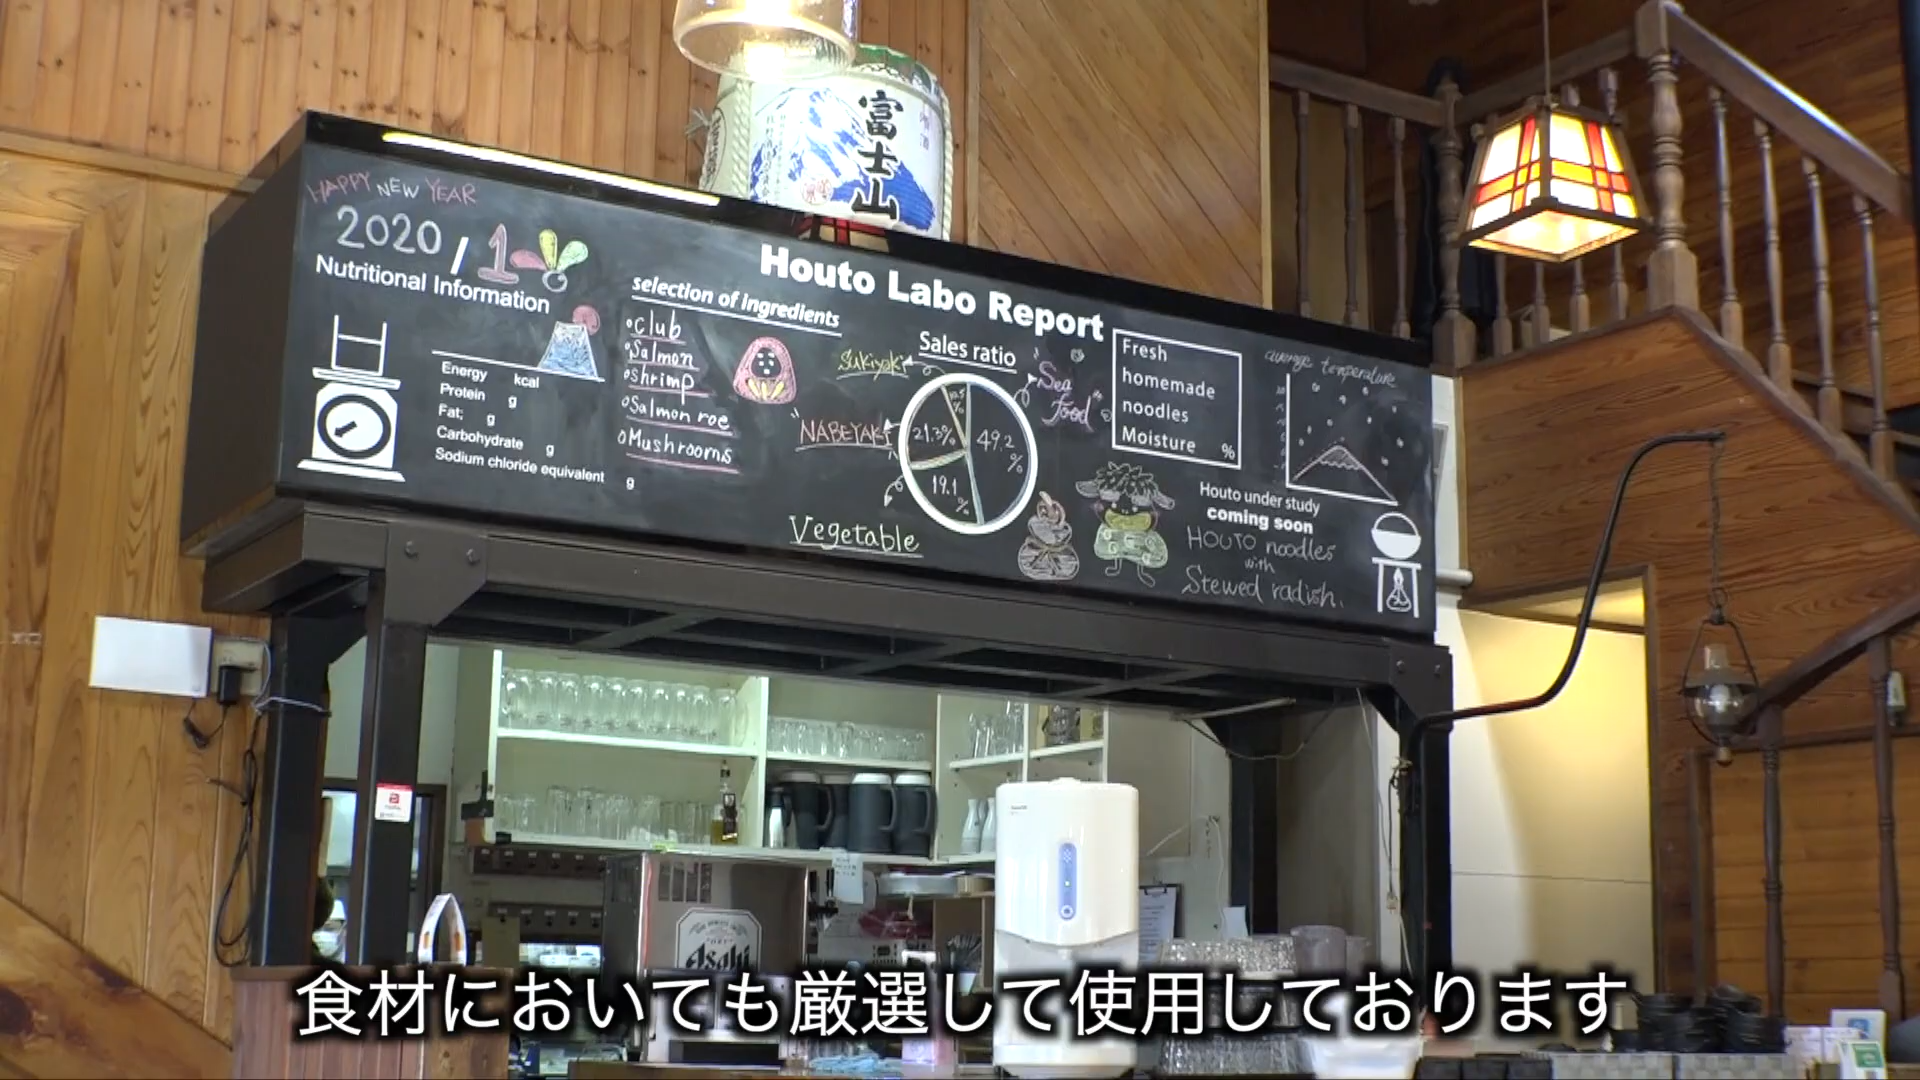 富士山
HAPPY NEW YEAR
2020/1
Nutritional Information
Energy kcal
Protein g
Fat; g
Carbohydrate g
Sodium chloride equivalent g
selection of ingredients
club
Salmon
shrimp
Salmon roe
Mushrooms
Houto Labo Report
Sales ratio
Sukiyaki
"Sea Food"
"NABEYAKI"
Vegetable
21.3%
49.2%
19.1%
Fresh
homemade
noodles
Moisture %
average temperature
Houto under study
coming soon
HOUTO noodles
with
Stewed radish.
Asahi
食材においても厳選して使用しております